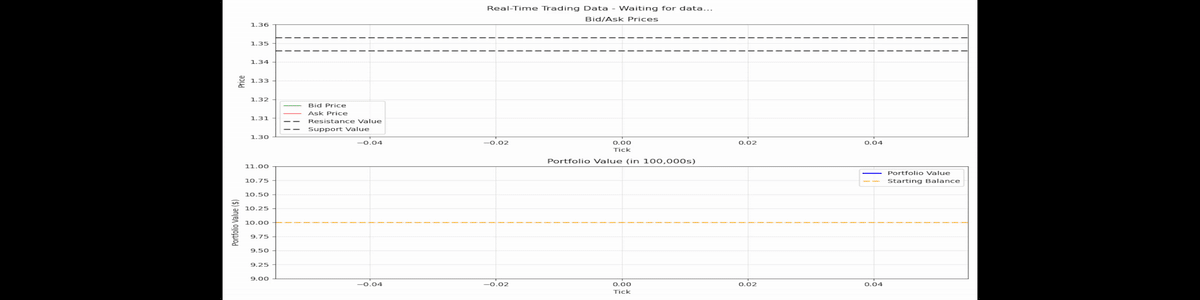 Real-Time Trading Data - Waiting for data...
Bid/Ask Prices
1.36
1.35
1.34
1.33
1.32
1.31
1.30
Price
Bid Price
Ask Price
Resistance Value
Support Value
−0.04 −0.02 0.00 0.02 0.04
Tick
Portfolio Value (in 100,000s)
11.00
10.75
10.50
10.25
10.00
9.75
9.50
9.25
9.00
Portfolio Value ($)
Portfolio Value
Starting Balance
−0.04 −0.02 0.00 0.02 0.04
Tick